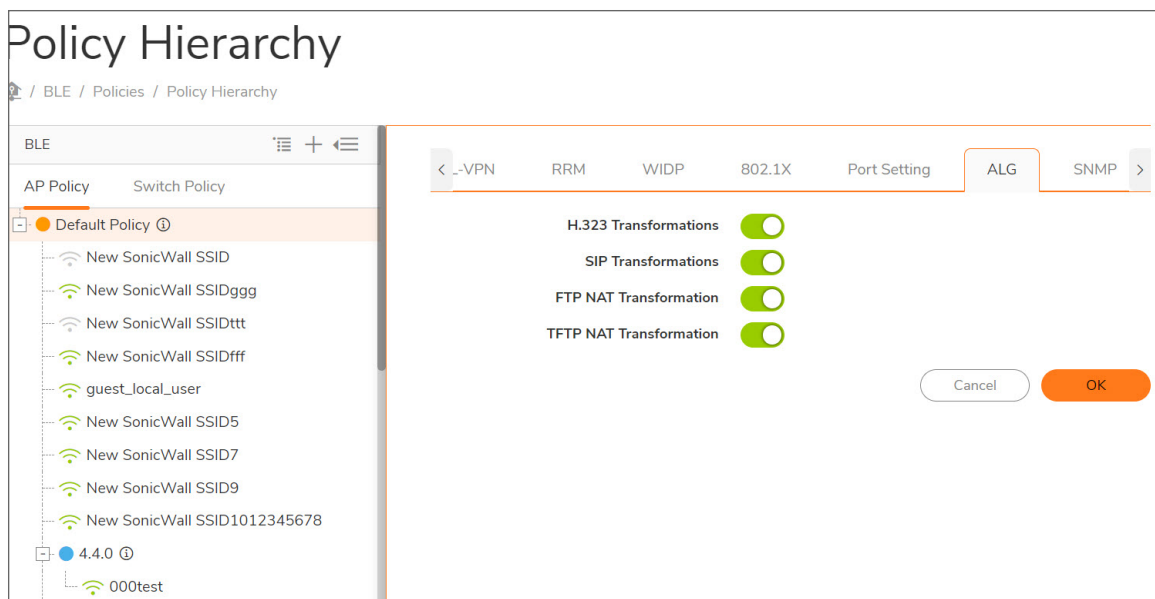 Policy Hierarchy
/ BLE / Policies / Policy Hierarchy
BLE
AP Policy Switch Policy
Default Policy
New SonicWall SSID
New SonicWall SSIDggg
New SonicWall SSIDttt
New SonicWall SSIDfff
guest_local_user
New SonicWall SSID5
New SonicWall SSID7
New SonicWall SSID9
New SonicWall SSID1012345678
4.4.0
000test
L-VPN RRM WIDP 802.1X Port Setting ALG SNMP
H.323 Transformations
SIP Transformations
FTP NAT Transformation
TFTP NAT Transformation
Cancel OK